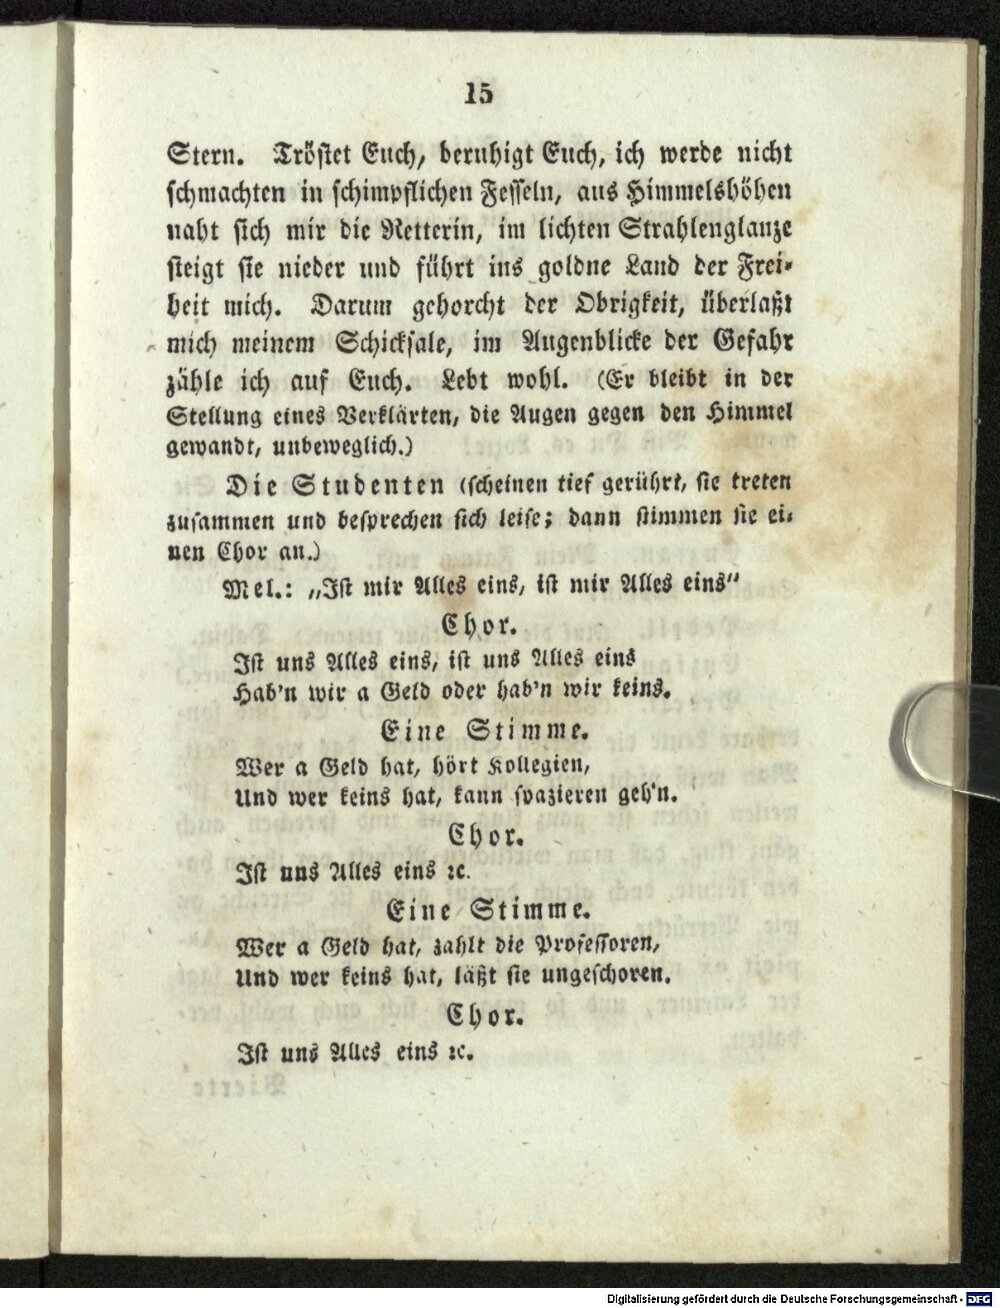 15
Stern. Tröstet Euch, beruhigt Euch, ich werde nicht
schmachten in schimpflichen Fesseln, aus Himmelshöhen
naht sich mir die Retterin, im lichten Strahlenglanze
steigt sie nieder und führt ins goldne Land der Frei-
heit mich. Darum gehorcht der Obrigkeit, überlaßt
mich meinem Schicksale, im Augenblicke der Gefahr
zähle ich auf Euch. Lebt wohl. (Er bleibt in der
Stellung eines Verklärten, die Augen gegen den Himmel
gewandt, unbeweglich.)
Die Studenten (scheinen tief gerührt, sie treten
zusammen und besprechen sich leise; dann stimmen sie ei-
nen Chor an.)
Mel.: „Ist mir Alles eins, ist mir Alles eins"
Chor.
Ist uns Alles eins, ist uns Alles eins
Hab'n wir a Geld oder hab'n wir keins.
Eine Stimme.
Wer a Geld hat, hört Kollegien,
Und wer keins hat, kann spazieren geh'n.
Chor.
Ist uns Alles eins ꝛc.
Eine Stimme.
Wer a Geld hat, zahlt die Professoren,
Und wer keins hat, läßt sie ungeschoren.
Chor.
Ist uns Alles eins ꝛc.
Digitalisierung gefördert durch die Deutsche Forschungsgemeinschaft - DFG